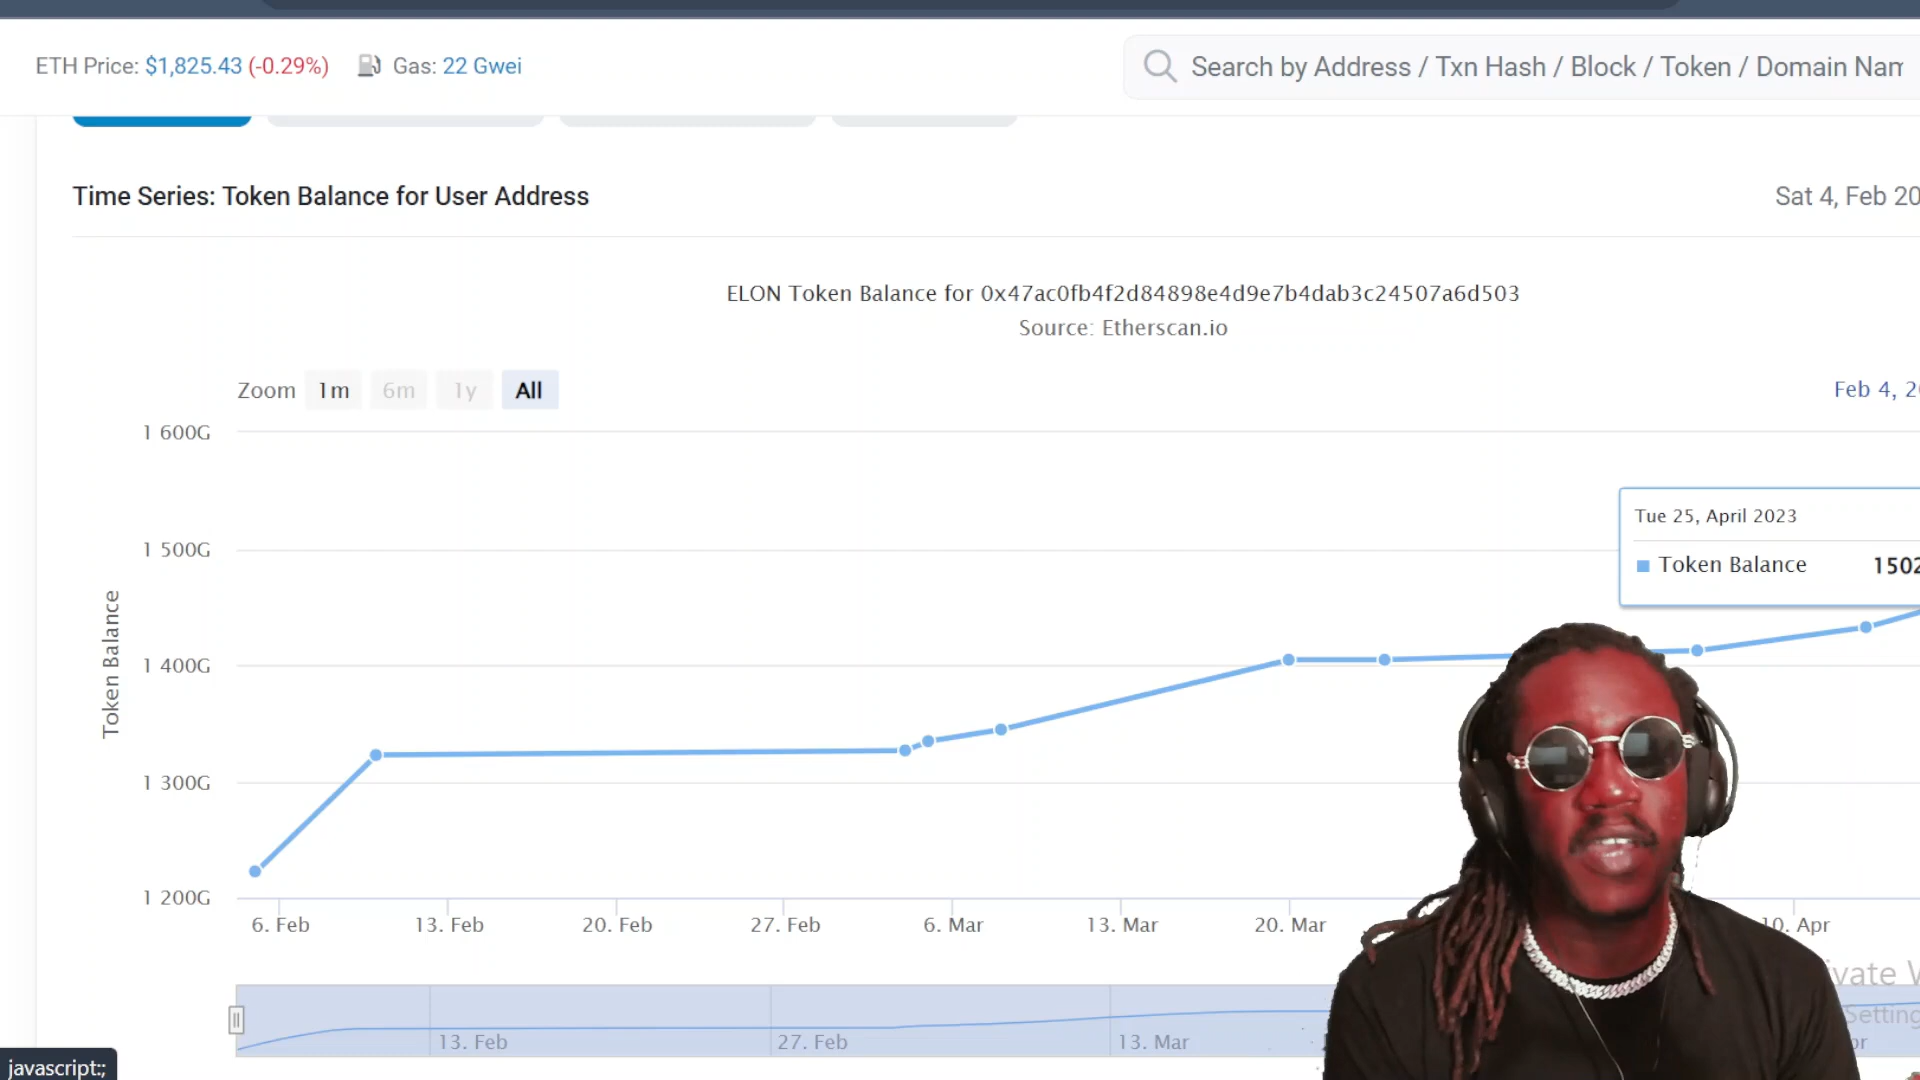 ETH Price: $1,825.43 (-0.29%) Gas: 22 Gwei
Search by Address / Txn Hash / Block / Token / Domain Nam
Time Series: Token Balance for User Address
Sat 4, Feb 20
ELON Token Balance for 0x47ac0fb4f2d84898e4d9e7b4dab3c24507a6d503
Source: Etherscan.io
Zoom 1m 6m 1y All
Feb 4, 2
1 600G
1 500G
1 400G
1 300G
1 200G
Token Balance
Tue 25, April 2023
Token Balance 1502
6. Feb 13. Feb 20. Feb 27. Feb 6. Mar 13. Mar 20. Mar 10. Apr
13. Feb 27. Feb 13. Mar
ivate W
Setting
javascript:;